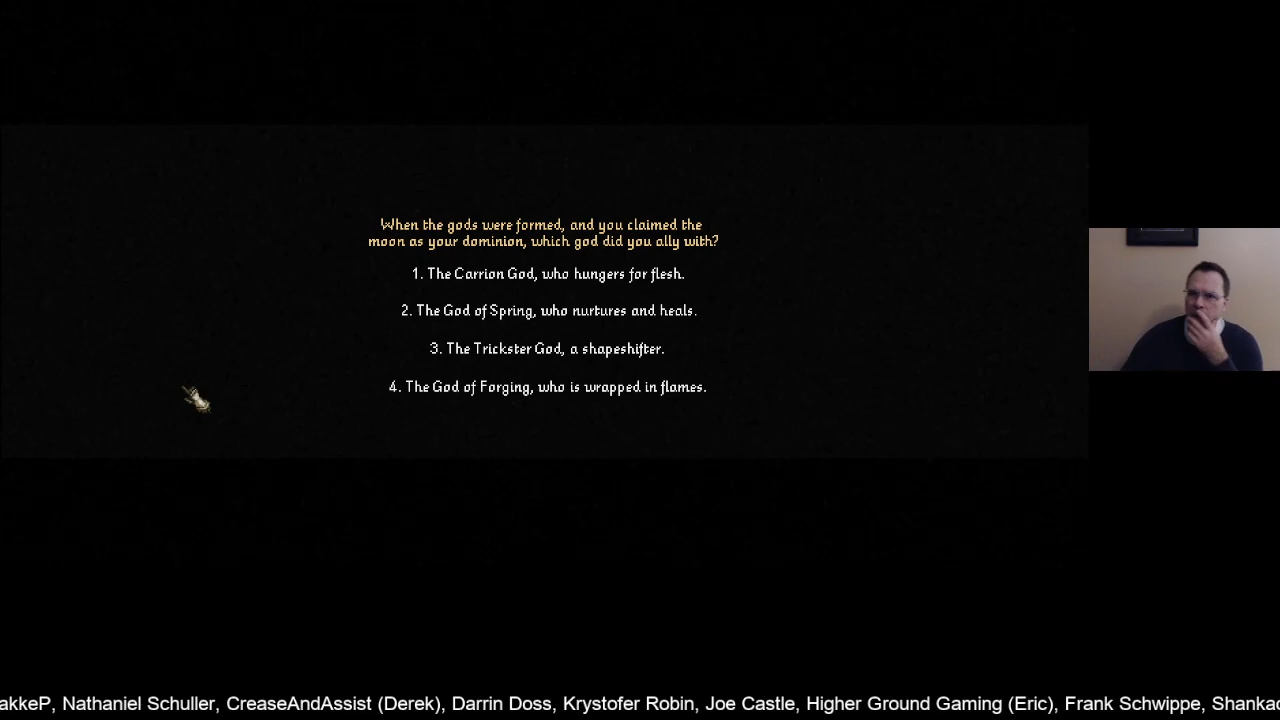 When the gods were formed, and you claimed the
moon as your dominion, which god did you ally with?
1. The Carrion God, who hungers for flesh.
2. The God of Spring, who nurtures and heals.
3. The Trickster God, a shapeshifter.
4. The God of Forging, who is wrapped in flames.
akkeP, Nathaniel Schuller, CreaseAndAssist (Derek), Darrin Doss, Krystofer Robin, Joe Castle, Higher Ground Gaming (Eric), Frank Schwippe, Shankad